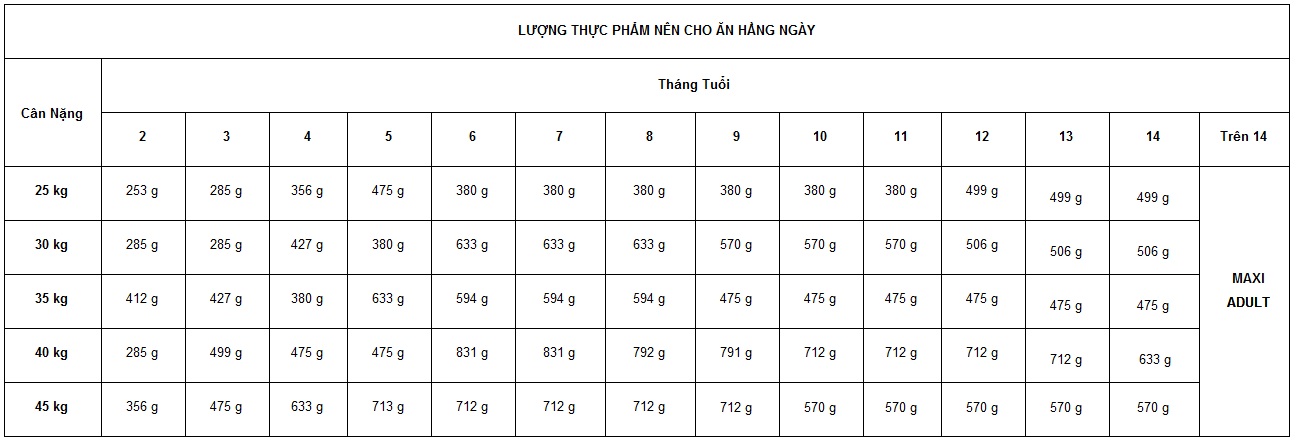 LƯỢNG THỰC PHẨM NÊN CHO ĂN HẰNG NGÀY
Cân Nặng
Tháng Tuổi
2 3 4 5 6 7 8 9 10 11 12 13 14 Trên 14
25 kg 253 g 285 g 356 g 475 g 380 g 380 g 380 g 380 g 380 g 380 g 499 g 499 g 499 g
30 kg 285 g 285 g 427 g 380 g 633 g 633 g 633 g 570 g 570 g 570 g 506 g 506 g 506 g
35 kg 412 g 427 g 380 g 633 g 594 g 594 g 594 g 475 g 475 g 475 g 475 g 475 g 475 g
40 kg 285 g 499 g 475 g 475 g 831 g 831 g 792 g 791 g 712 g 712 g 712 g 712 g 633 g
45 kg 356 g 475 g 633 g 713 g 712 g 712 g 712 g 712 g 570 g 570 g 570 g 570 g 570 g
MAXI
ADULT